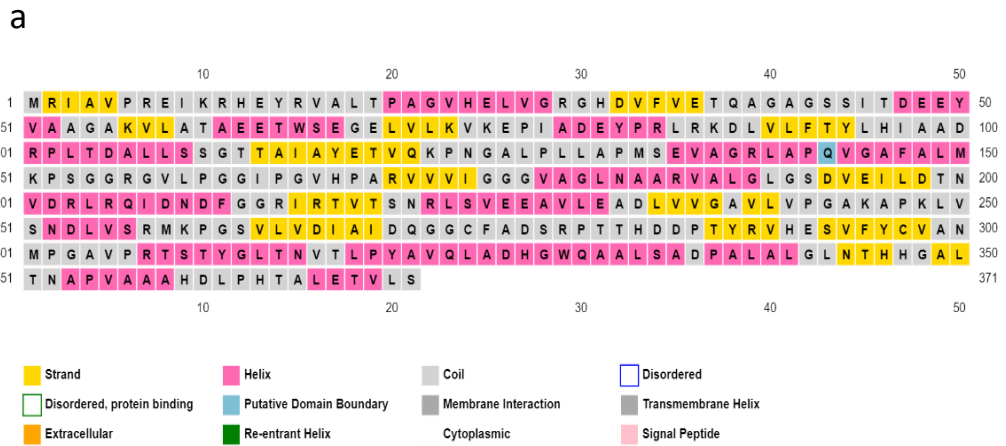 a
10 20 30 40 50
1 M R I A V P R E I K R H E Y R V A L T P A G V H E L V G R G H D V F V E T Q A G A G S S I T D E E Y 50
51 V A A G A K V L A T A E E T W S E G E L V L K V K E P I A D E Y P R L R K D L V L F T Y L H I A A D 100
01 R P L T D A L L S S G T T A I A Y E T V Q K P N G A L P L L A P M S E V A G R L A P Q V G A F A L M 150
51 K P S G G R G V L P G G I P G V H P A R V V V I G G G V A G L N A A R V A L G L G S D V E I L D T N 200
01 V D R L R Q I D N D F G G R I R T V T S N R L S V E E A V L E A D L V V G A V L V P G A K A P K L V 250
51 S N D L V S R M K P G S V L V D I A I D Q G G C F A D S R P T T H D D P T Y R V H E S V F Y C V A N 300
01 M P G A V P R T S T Y G L T N V T L P Y A V Q L A D H G W Q A A L S A D P A L A L G L N T H H G A L 350
51 T N A P V A A A H D L P H T A L E T V L S 371
10 20 30 40 50
Strand Helix Coil Disordered
Disordered, protein binding Putative Domain Boundary Membrane Interaction Transmembrane Helix
Extracellular Re-entrant Helix Cytoplasmic Signal Peptide